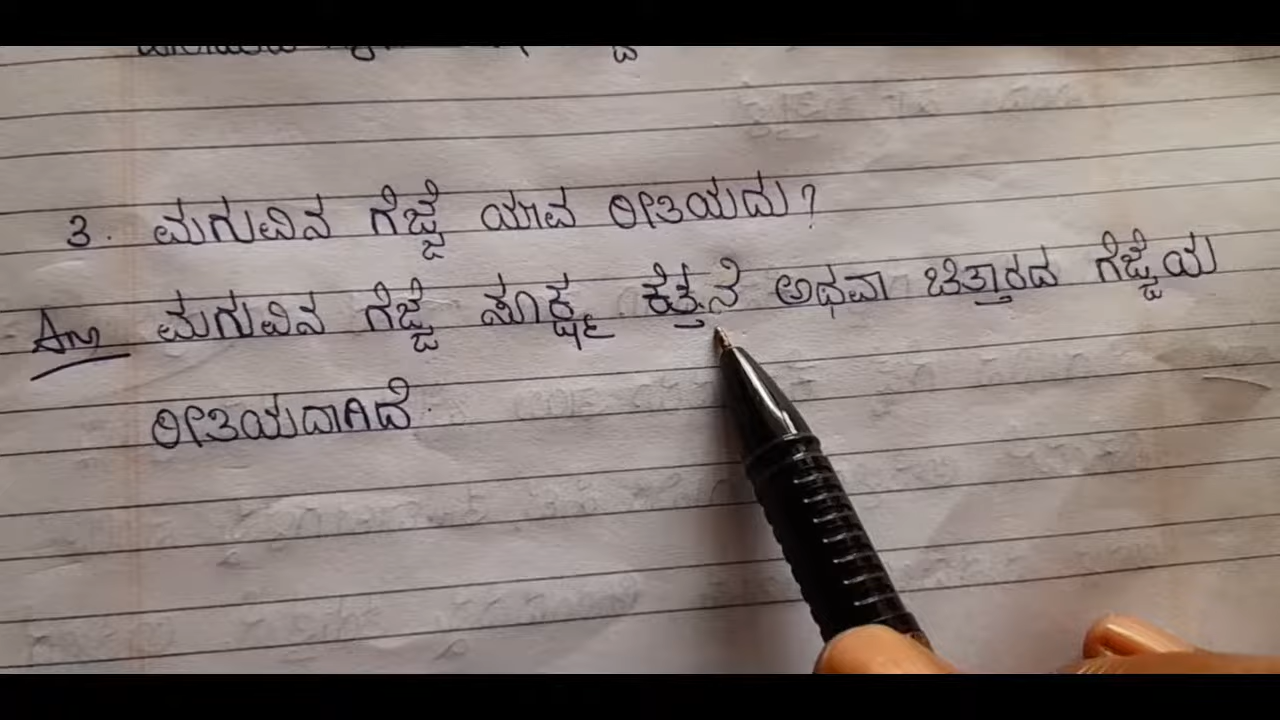 3. ಮಗುವಿನ ಗೆಜ್ಜೆ ಯಾವ ರೀತಿಯದು?
Ans ಮಗುವಿನ ಗೆಜ್ಜೆ ಸೂಕ್ಷ್ಮ ಕೆತ್ತನೆ ಅಥವಾ ಚಿತ್ತಾರದ ಗೆಜ್ಜೆಯ
ರೀತಿಯದಾಗಿದೆ.